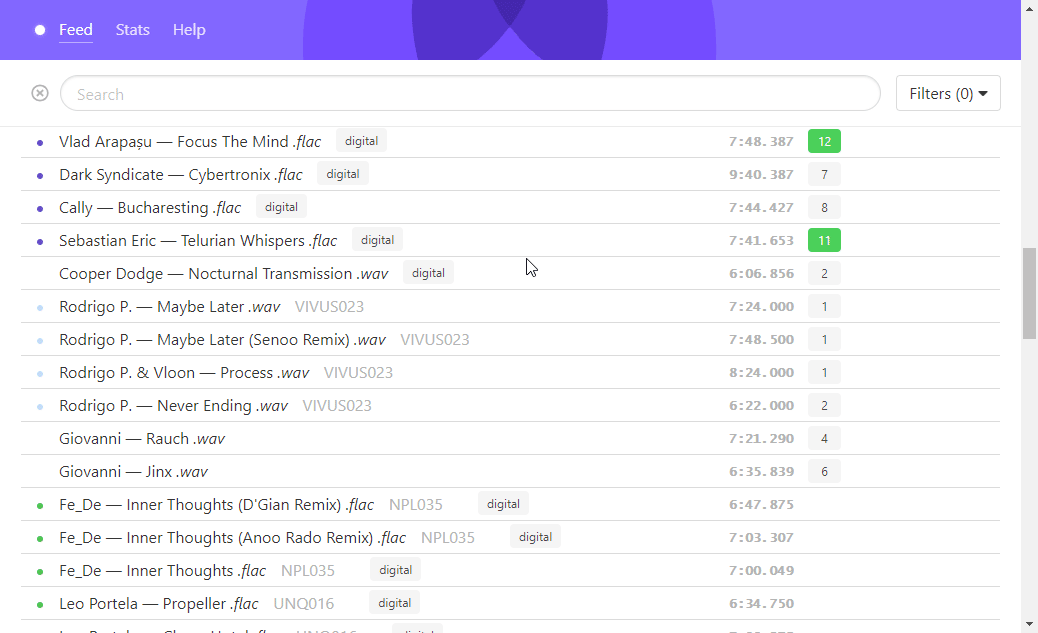 Feed Stats Help
Search Filters (0)
Vlad Arapașu — Focus The Mind .flac digital 7:48.387 12
Dark Syndicate — Cybertronix .flac digital 9:40.387 7
Cally — Bucharesting .flac digital 7:44.427 8
Sebastian Eric — Telurian Whispers .flac digital 7:41.653 11
Cooper Dodge — Nocturnal Transmission .wav digital 6:06.856 2
Rodrigo P. — Maybe Later .wav VIVUS023 7:24.000 1
Rodrigo P. — Maybe Later (Senoo Remix) .wav VIVUS023 7:48.500 1
Rodrigo P. & Vloon — Process .wav VIVUS023 8:24.000 1
Rodrigo P. — Never Ending .wav VIVUS023 6:22.000 2
Giovanni — Rauch .wav 7:21.290 4
Giovanni — Jinx .wav 6:35.839 6
Fe_De — Inner Thoughts (D'Gian Remix) .flac NPL035 digital 6:47.875
Fe_De — Inner Thoughts (Anoo Rado Remix) .flac NPL035 digital 7:03.307
Fe_De — Inner Thoughts .flac NPL035 digital 7:00.049
Leo Portela — Propeller .flac UNQ016 digital 6:34.750